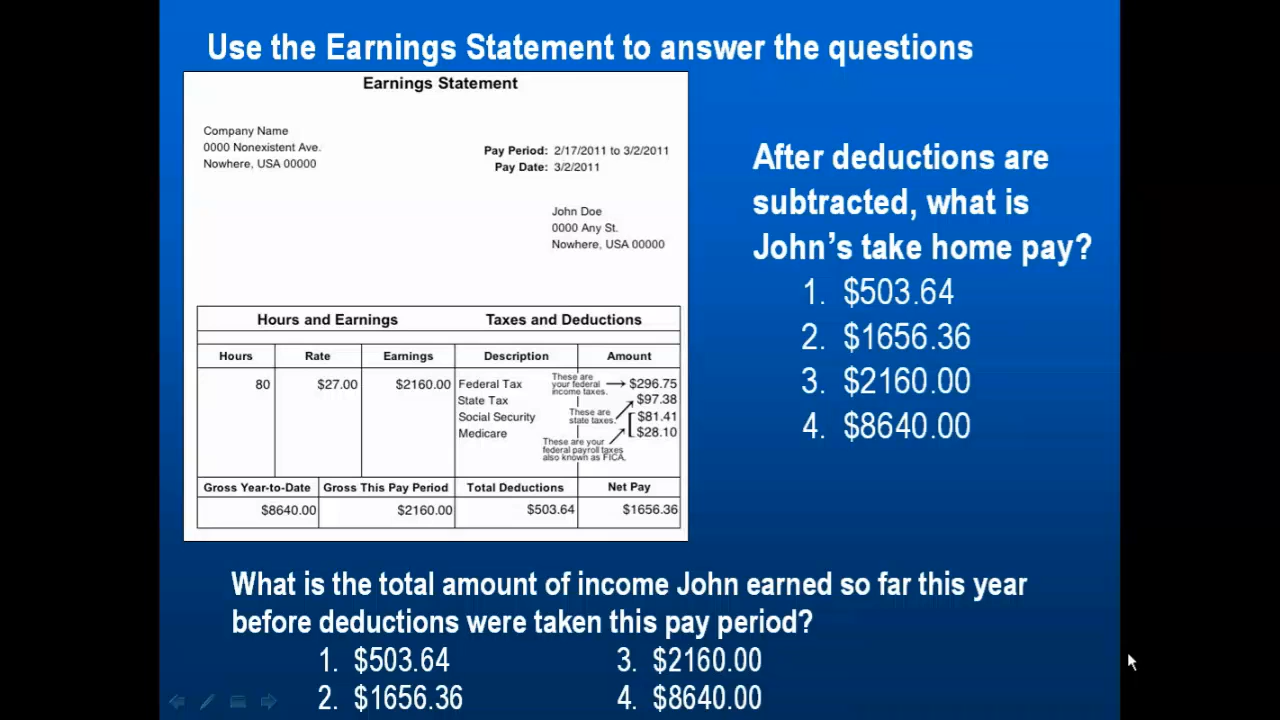 Use the Earnings Statement to answer the questions
Earnings Statement
Company Name
0000 Nonexistent Ave.
Nowhere, USA 00000
Pay Period: 2/17/2011 to 3/2/2011
Pay Date: 3/2/2011
John Doe
0000 Any St.
Nowhere, USA 00000
Hours and Earnings Taxes and Deductions
Hours Rate Earnings Description Amount
80 $27.00 $2160.00 Federal Tax $296.75
State Tax $97.38
Social Security $81.41
Medicare $28.10
These are
your federal
income taxes.
These are
state taxes.
These are your
federal payroll taxes
also known as FICA.
Gross Year-to-Date Gross This Pay Period Total Deductions Net Pay
$8640.00 $2160.00 $503.64 $1656.36
After deductions are
subtracted, what is
John’s take home pay?
1. $503.64
2. $1656.36
3. $2160.00
4. $8640.00
What is the total amount of income John earned so far this year
before deductions were taken this pay period?
1. $503.64 3. $2160.00
2. $1656.36 4. $8640.00